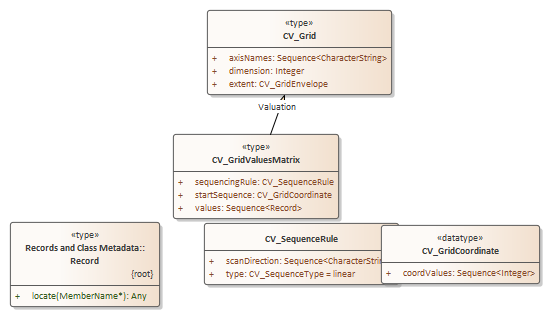 «type»
CV_Grid
+ axisNames: Sequence<CharacterString>
+ dimension: Integer
+ extent: CV_GridEnvelope
Valuation
«type»
CV_GridValuesMatrix
+ sequencingRule: CV_SequenceRule
+ startSequence: CV_GridCoordinate
+ values: Sequence<Record>
«type»
Records and Class Metadata::
Record
{root}
+ locate(MemberName*): Any
CV_SequenceRule
+ scanDirection: Sequence<CharacterStrin
+ type: CV_SequenceType = linear
«datatype»
CV_GridCoordinate
+ coordValues: Sequence<Integer>